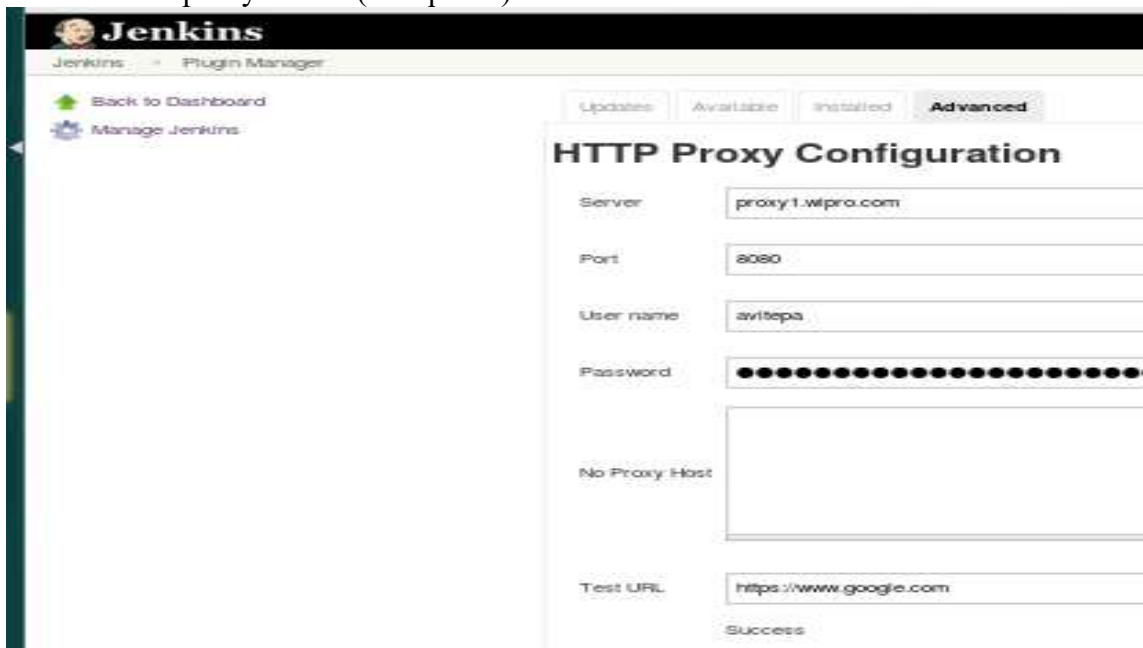 Jenkins
Jenkins Plugin Manager
Back to Dashboard
Manage Jenkins
Updates Available Installed Advanced
HTTP Proxy Configuration
Server proxy1.wipro.com
Port 8080
User name avitepa
Password
No Proxy Host
Test URL https://www.google.com
Success